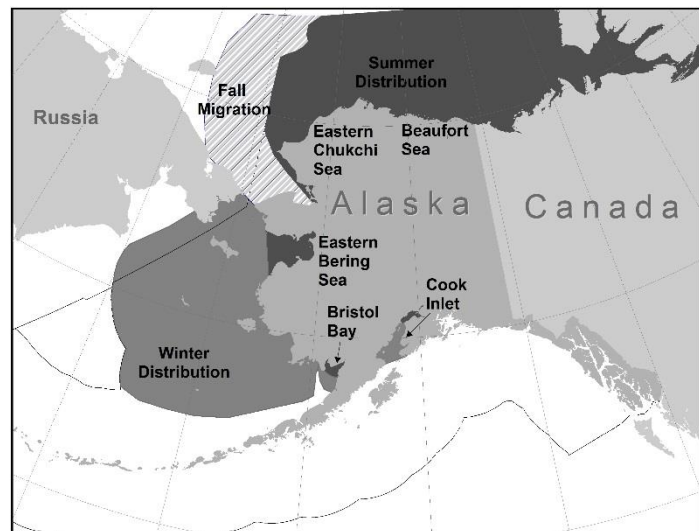 Summer
Distribution
Fall
Migration
Russia
Eastern
Chukchi
Sea
Beaufort
Sea
Alaska
Canada
Eastern
Bering
Sea
Cook
Inlet
Bristol
Bay
Winter
Distribution